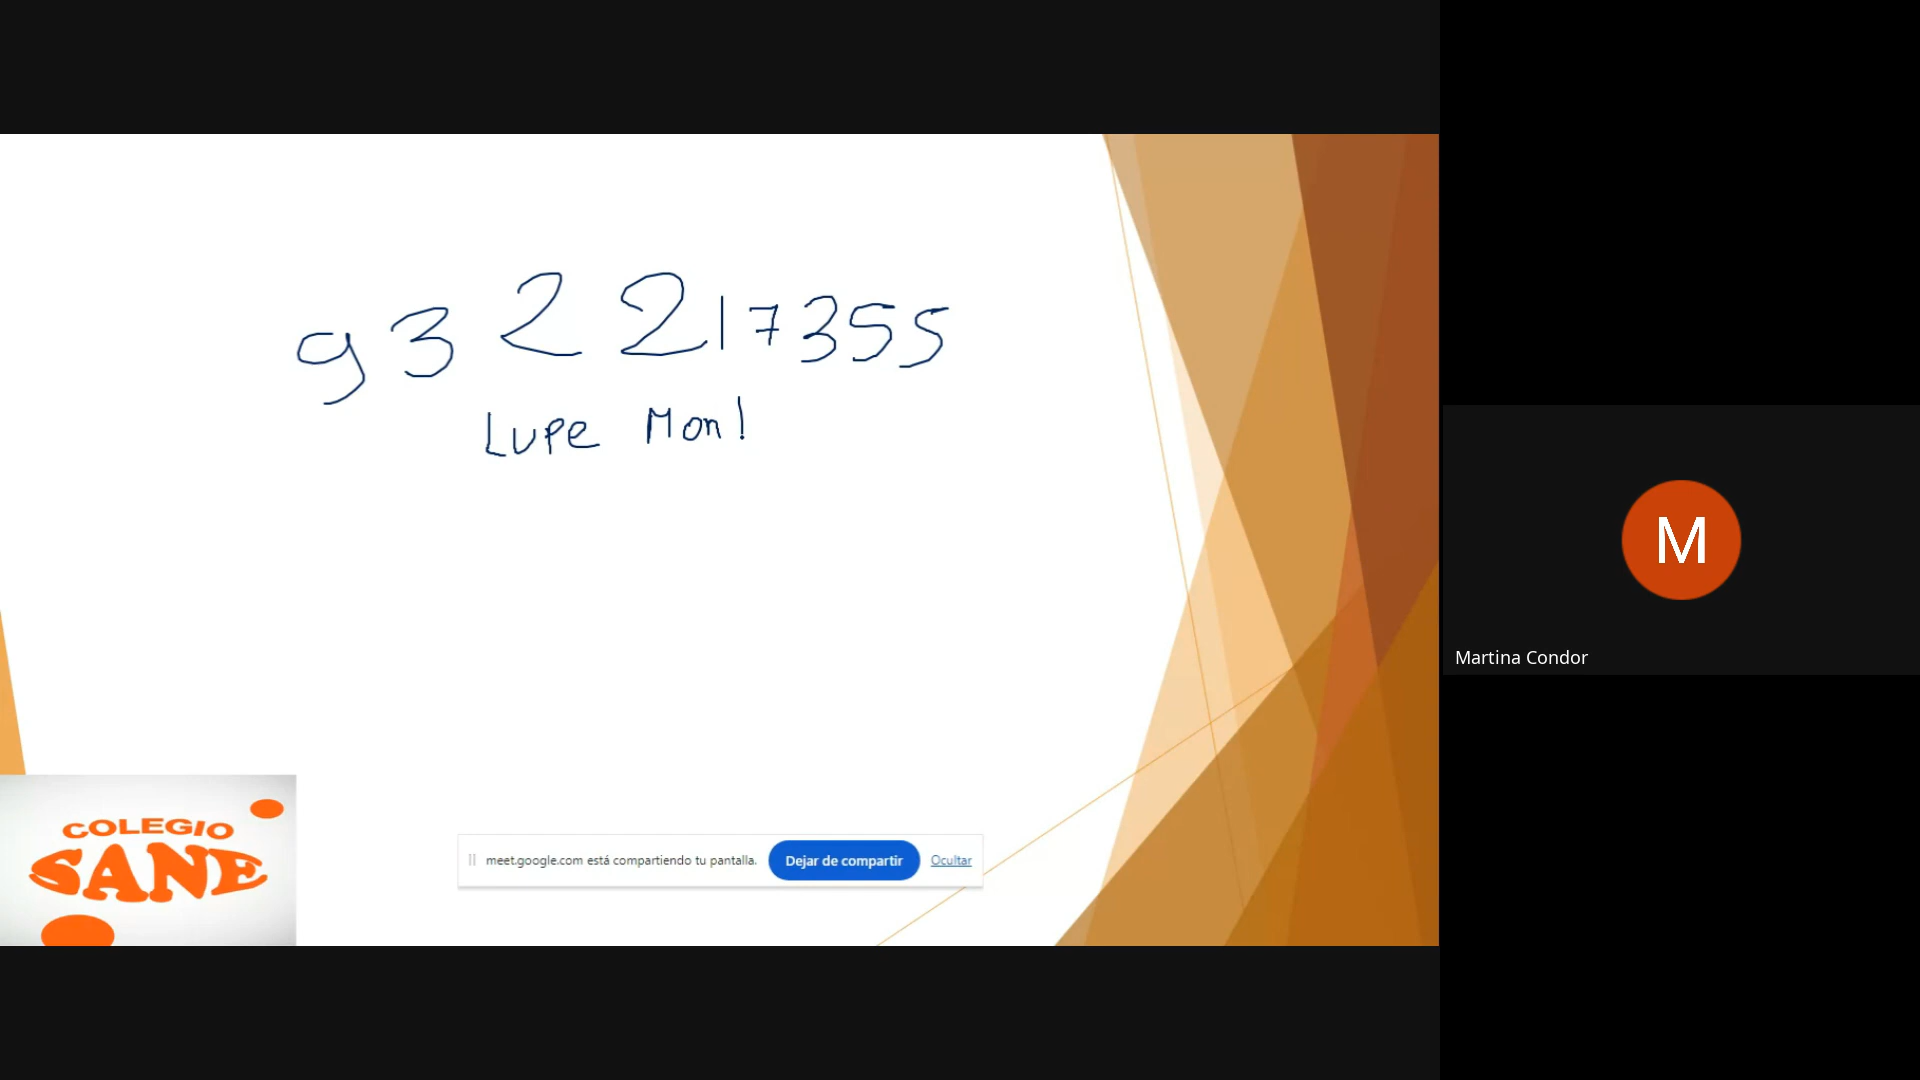 932217355
Lupe Mon!
COLEGIO
SANE
meet.google.com está compartiendo tu pantalla. Dejar de compartir Ocultar
M
Martina Condor